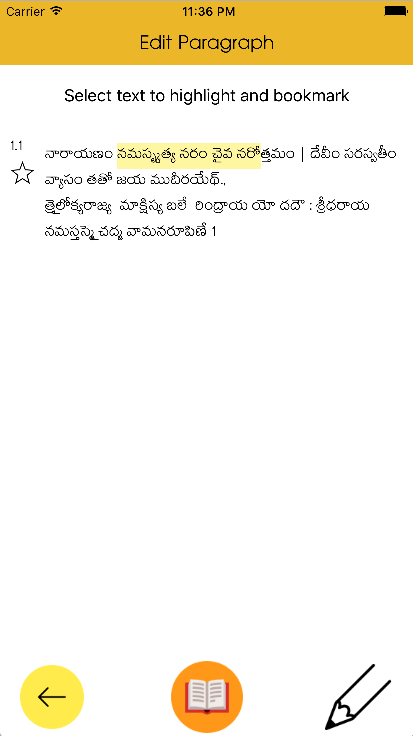 Carrier 11:36 PM
Edit Paragraph
Select text to highlight and bookmark
1.1
నారాయణం నమస్కృత్య నరం చైవ నరోత్తమం | దేవీం సరస్వతీం
వ్యాసం తతో జయ ముదీరయేథ్.,
త్రైలోక్యరాజ్య మాక్షిస్య బలే రింద్రాయ యో దదౌ : శ్రీధరాయ
నమస్తస్మై చద్మ వామనరూపిణే 1